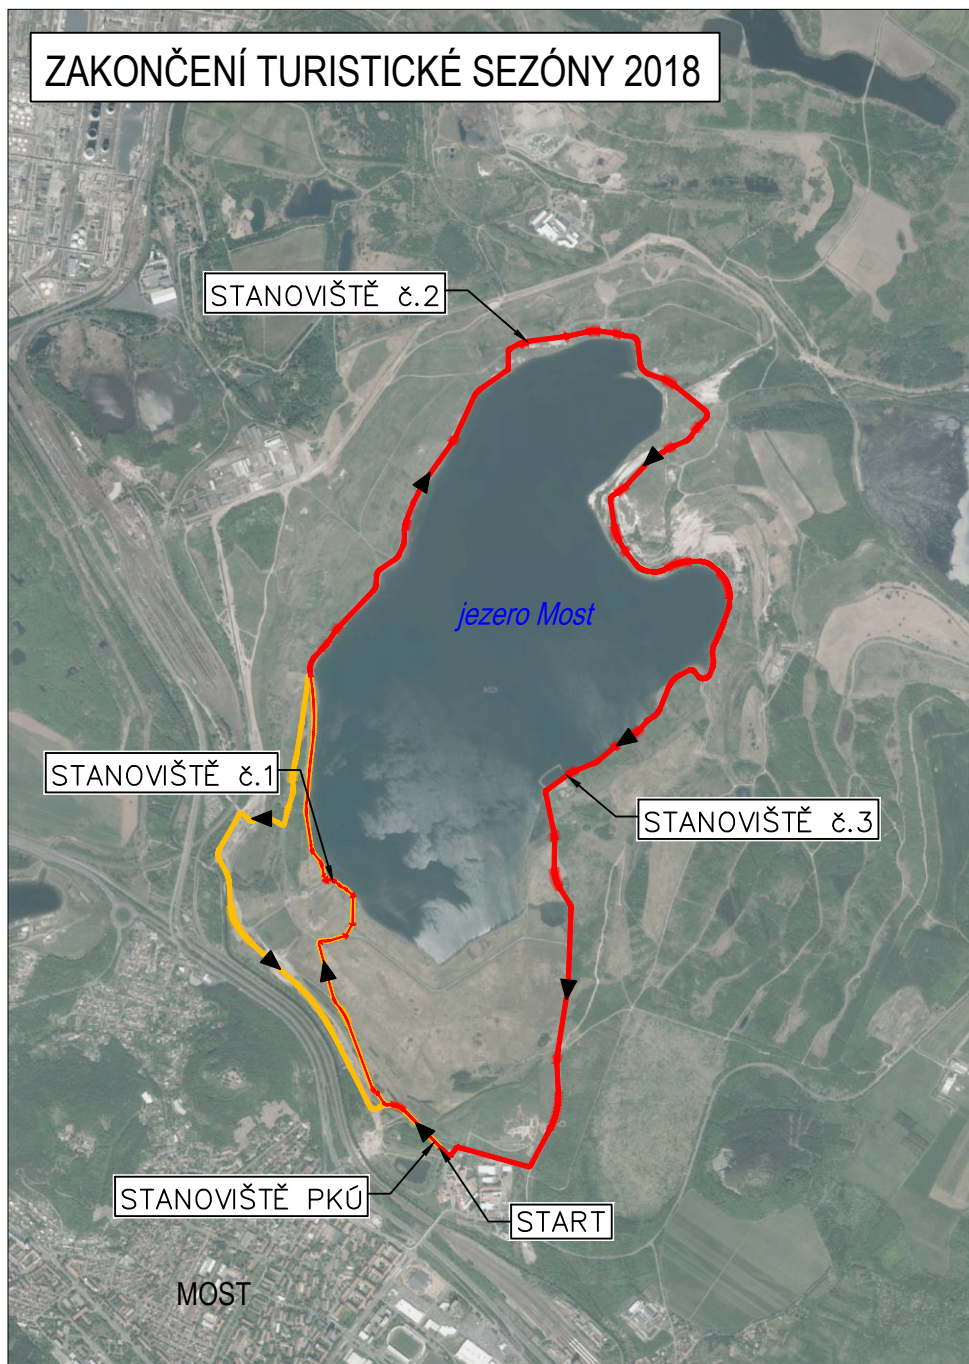 ZAKONČENÍ TURISTICKÉ SEZÓNY 2018
STANOVIŠTĚ č.2
jezero Most
STANOVIŠTĚ č.1
STANOVIŠTĚ č.3
STANOVIŠTĚ PKÚ
START
MOST